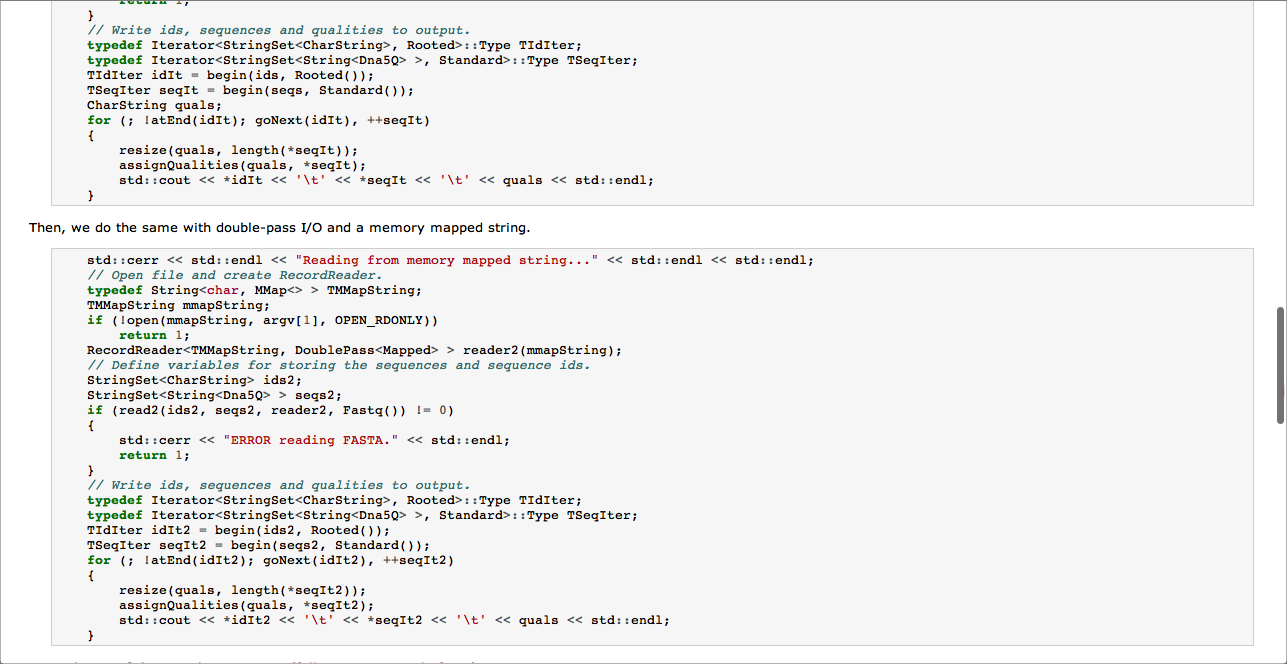 }
// Write ids, sequences and qualities to output.
typedef Iterator<StringSet<CharString>, Rooted>::Type TIdIter;
typedef Iterator<StringSet<String<Dna5Q> >, Standard>::Type TSeqIter;
TIdIter idIt = begin(ids, Rooted());
TSeqIter seqIt = begin(seqs, Standard());
CharString quals;
for (; !atEnd(idIt); goNext(idIt), ++seqIt)
{
    resize(quals, length(*seqIt));
    assignQualities(quals, *seqIt);
    std::cout << *idIt << '\t' << *seqIt << '\t' << quals << std::endl;
}
Then, we do the same with double-pass I/O and a memory mapped string.
std::cerr << std::endl << "Reading from memory mapped string..." << std::endl << std::endl;
// Open file and create RecordReader.
typedef String<char, MMap<> > TMMapString;
TMMapString mmapString;
if (!open(mmapString, argv[1], OPEN_RDONLY))
    return 1;
RecordReader<TMMapString, DoublePass<Mapped> > reader2(mmapString);
// Define variables for storing the sequences and sequence ids.
StringSet<CharString> ids2;
StringSet<String<Dna5Q> > seqs2;
if (read2(ids2, seqs2, reader2, Fastq()) != 0)
{
    std::cerr << "ERROR reading FASTA." << std::endl;
    return 1;
}
// Write ids, sequences and qualities to output.
typedef Iterator<StringSet<CharString>, Rooted>::Type TIdIter;
typedef Iterator<StringSet<String<Dna5Q> >, Standard>::Type TSeqIter;
TIdIter idIt2 = begin(ids2, Rooted());
TSeqIter seqIt2 = begin(seqs2, Standard());
for (; !atEnd(idIt2); goNext(idIt2), ++seqIt2)
{
    resize(quals, length(*seqIt2));
    assignQualities(quals, *seqIt2);
    std::cout << *idIt2 << '\t' << *seqIt2 << '\t' << quals << std::endl;
}